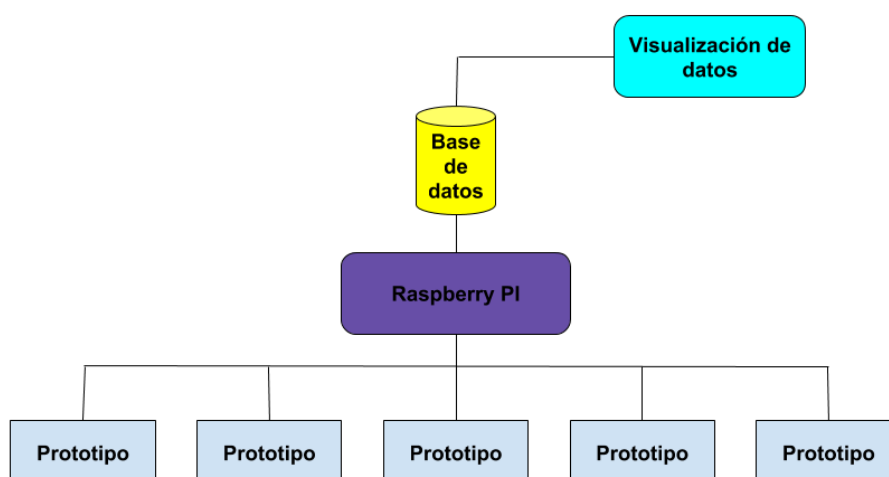 Visualización de
datos
Base
de
datos
Raspberry PI
Prototipo
Prototipo
Prototipo
Prototipo
Prototipo